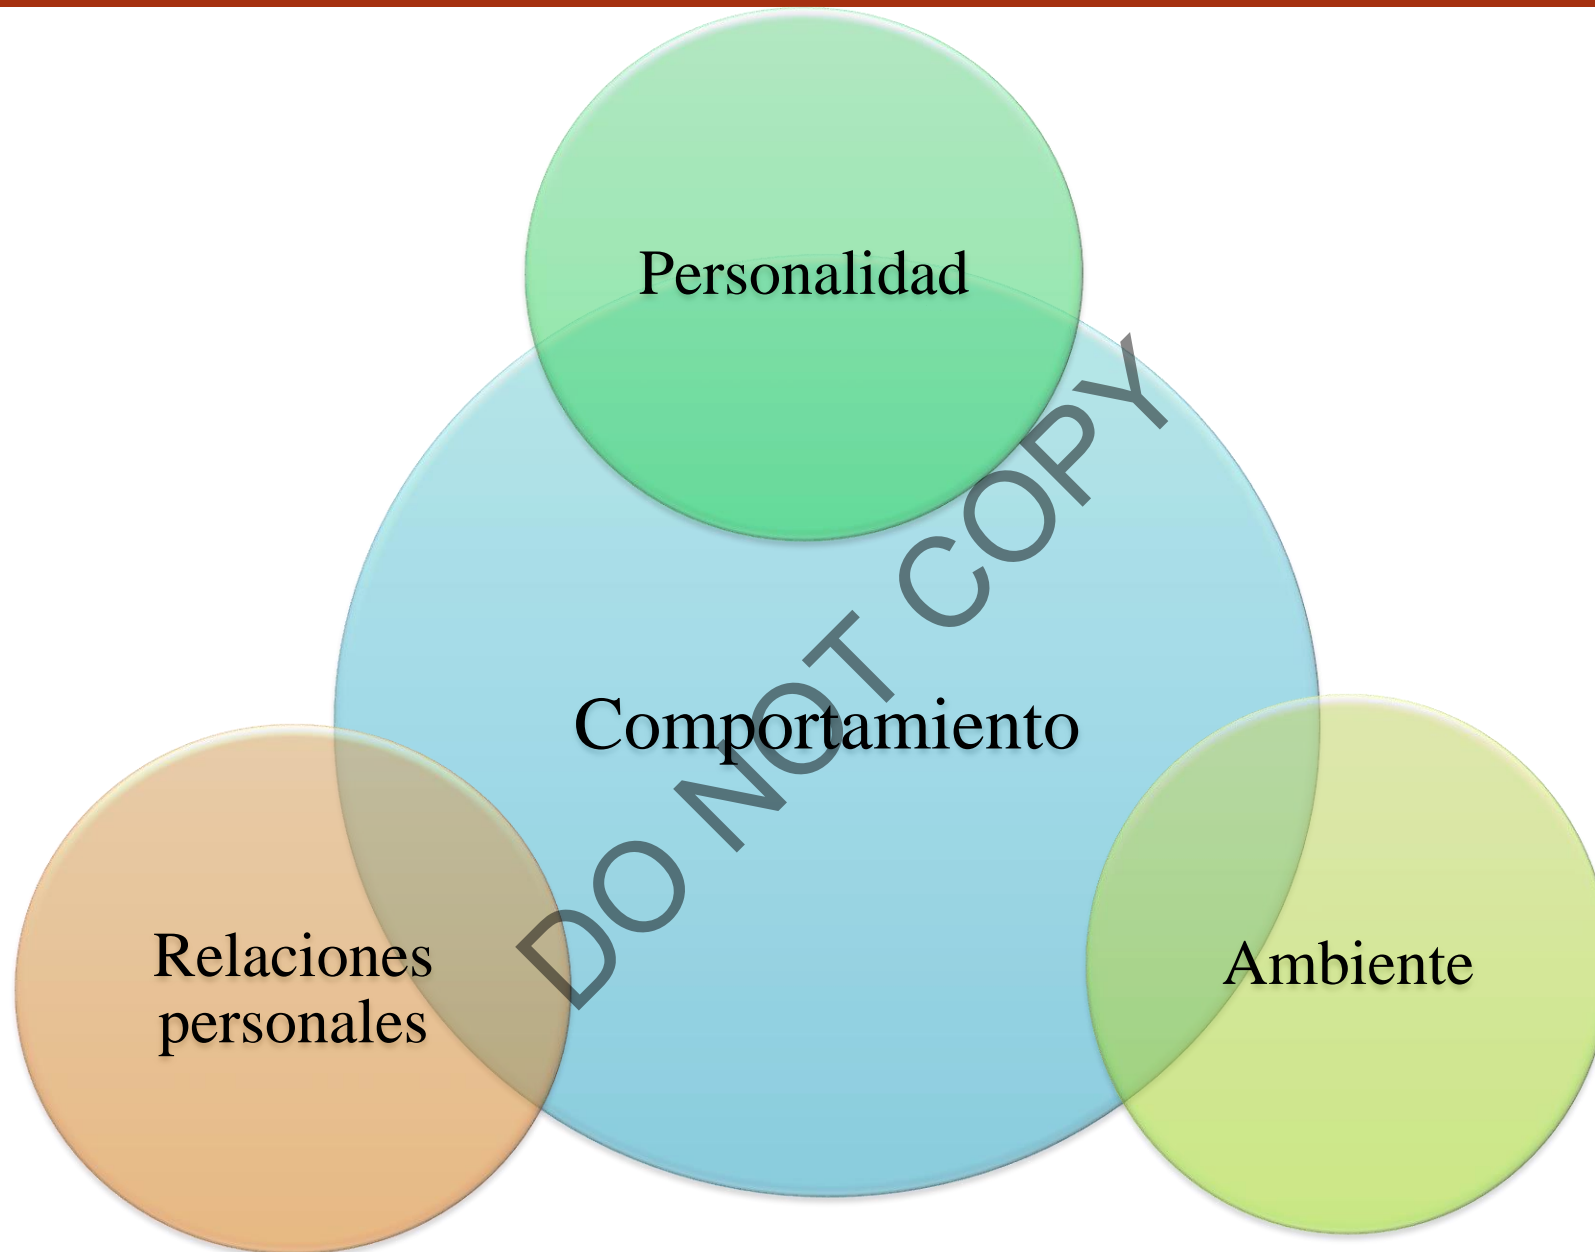 Personalidad
Comportamiento
Relaciones
personales
Ambiente
DO NOT COPY